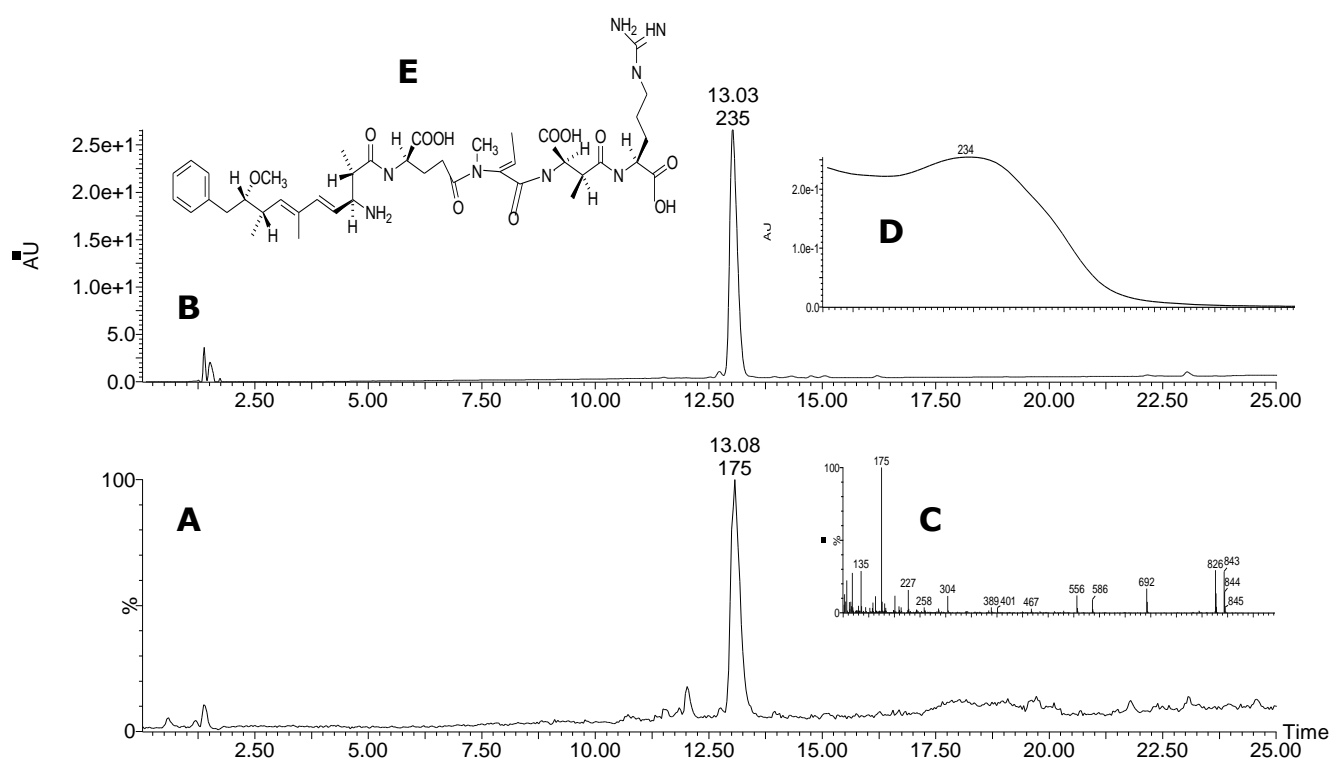 NH2 HN
N
E
13.03
235
2.5e+1
2.0e+1
1.5e+1
1.0e+1
5.0
0.0
AU
B
O
H
COOH
CH3
COOH
H
O
H
N
N
N
N
O
OH
H
OCH3
H
NH2
H
H
O
O
H
234
2.0e-1
1.0e-1
0.0
AU
D
2.50 5.00 7.50 10.00 12.50 15.00 17.50 20.00 22.50 25.00
13.08
175
100
%
0
A
175
100
%
0
C
135
227
258
304
389
401
467
556
586
692
826
843
844
845
Time
2.50 5.00 7.50 10.00 12.50 15.00 17.50 20.00 22.50 25.00